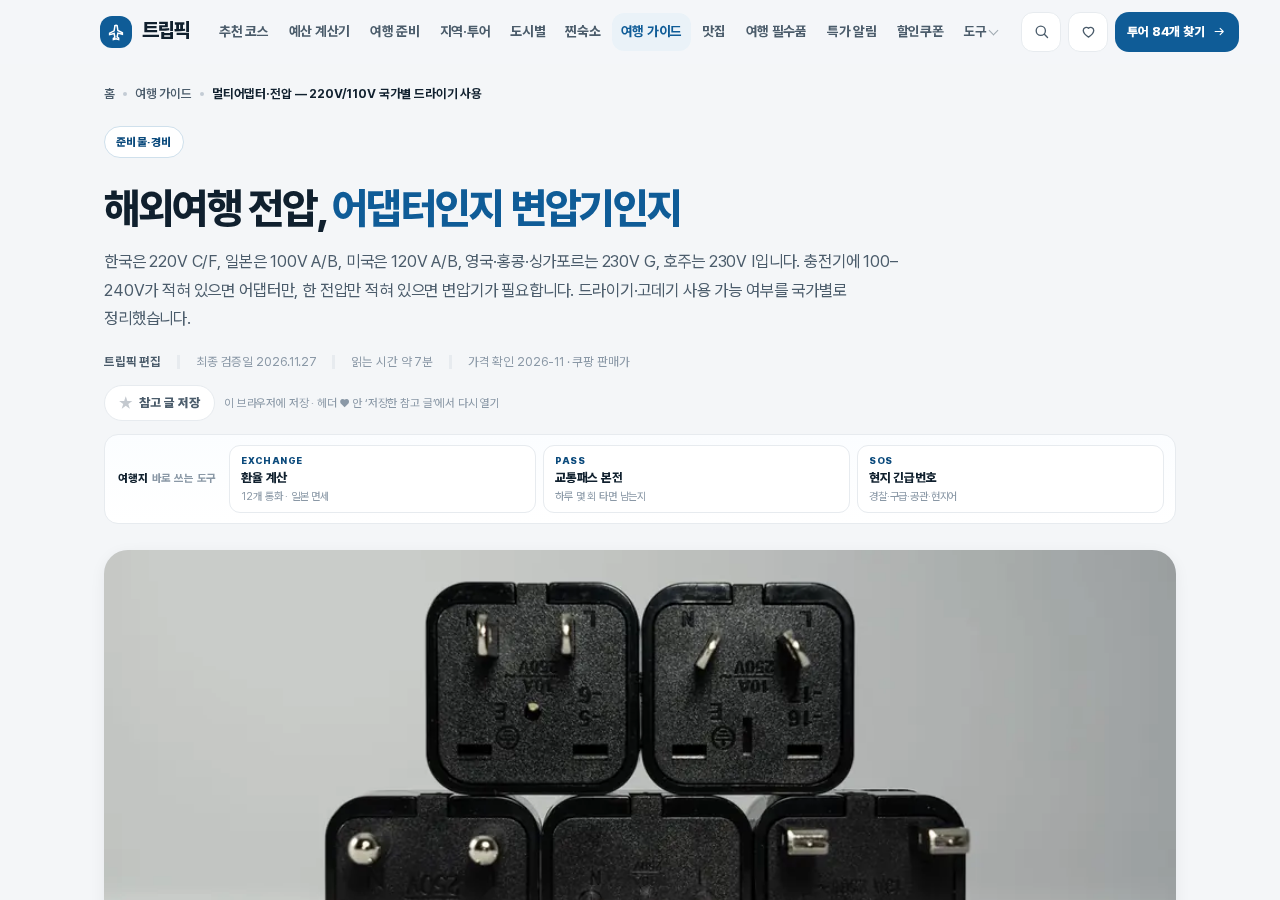 트립픽
추천 코스 예산 계산기 여행 준비 지역·투어 도시별 찐숙소 여행 가이드 맛집 여행 필수품 특가 알림 할인쿠폰 도구
투어 84개 찾기 →
홈 • 여행 가이드 • 멀티어댑터·전압 — 220V/110V 국가별 드라이기 사용
준비물·경비
해외여행 전압, 어댑터인지 변압기인지
한국은 220V C/F, 일본은 100V A/B, 미국은 120V A/B, 영국·홍콩·싱가포르는 230V G, 호주는 230V I입니다. 충전기에 100–
240V가 적혀 있으면 어댑터만, 한 전압만 적혀 있으면 변압기가 필요합니다. 드라이기·고데기 사용 가능 여부를 국가별로
정리했습니다.
트립픽 편집 | 최종 검증일 2026.11.27 | 읽는 시간 약 7분 | 가격 확인 2026-11 · 쿠팡 판매가
★ 참고 글 저장 이 브라우저에 저장 · 헤더 ♥ 안 '저장한 참고 글'에서 다시 열기
여행지 바로 쓰는 도구
EXCHANGE
환율 계산
12개 통화 · 일본 면세
PASS
교통패스 본전
하루 몇 회 타면 남는지
SOS
현지 긴급번호
경찰·구급·공관·현지어
N L
250V
10A
E
-6
-5
N L
250V
10A
E
-17
-16
250V